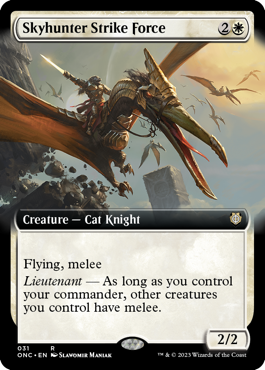 Skyhunter Strike Force 2
Creature — Cat Knight
Flying, melee
Lieutenant — As long as you control
your commander, other creatures
you control have melee.
2/2
031 R
ONC • EN Slawomir Maniak
™ & © 2023 Wizards of the Coast